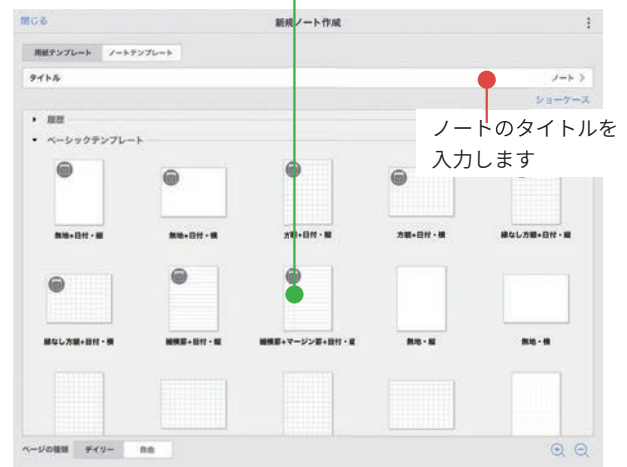 閉じる 新規ノート作成
用紙テンプレート ノートテンプレート
タイトル ノート >
ショーケース
ノートのタイトルを
入力します
履歴
ベーシックテンプレート
無地+日付・縦 無地+日付・横 方眼+日付・縦 方眼+日付・横 縁なし方眼+日付・縦
縁なし方眼+日付・横 細横罫+日付・縦 細横罫+マージン罫+日付・縦 無地・縦 無地・横
ページの種類 デイリー 自由